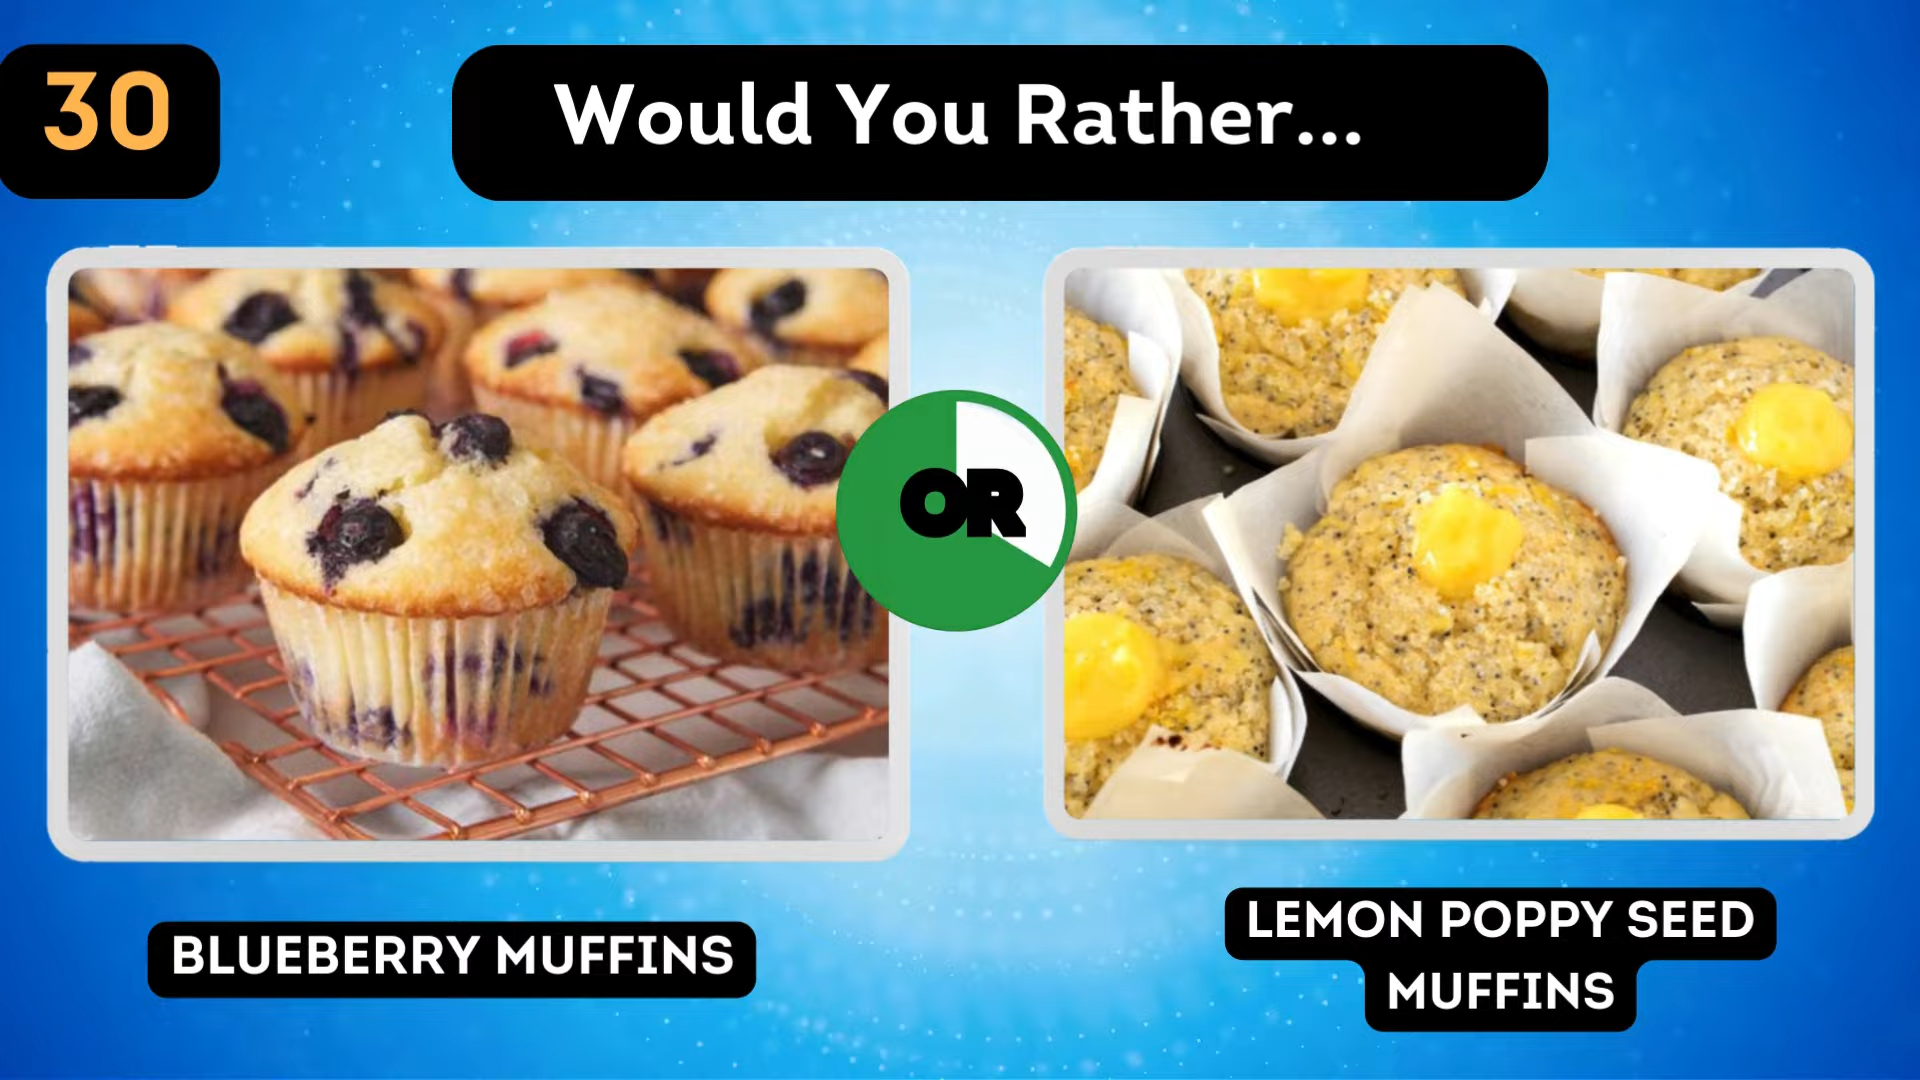 30
Would You Rather...
OR
BLUEBERRY MUFFINS
LEMON POPPY SEED
MUFFINS